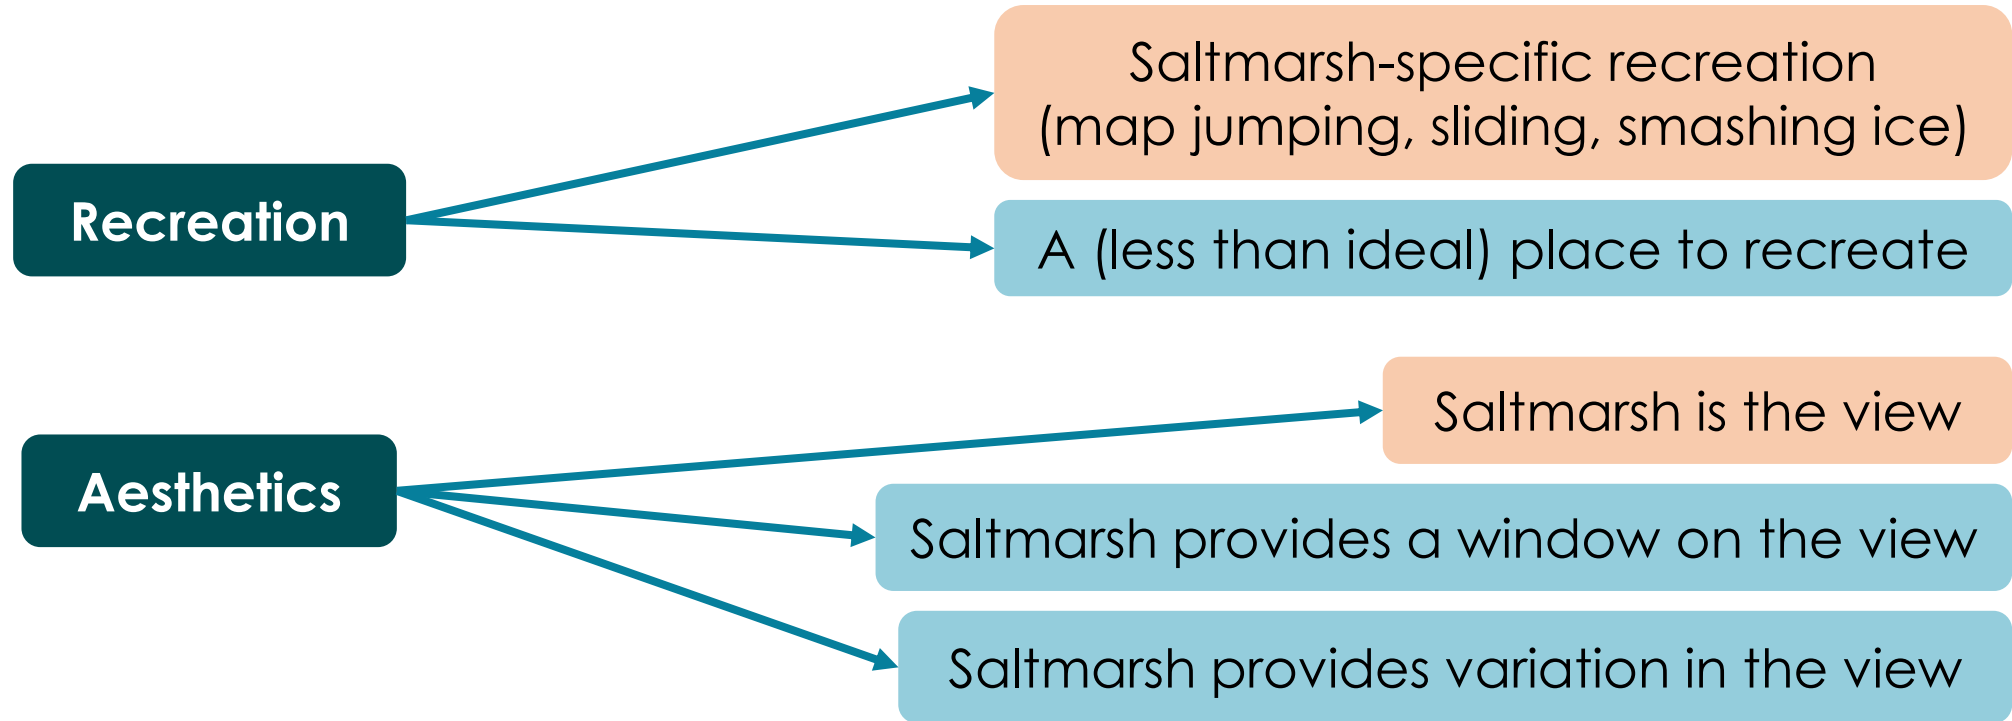 Recreation
Saltmarsh-specific recreation
(map jumping, sliding, smashing ice)
A (less than ideal) place to recreate
Aesthetics
Saltmarsh is the view
Saltmarsh provides a window on the view
Saltmarsh provides variation in the view